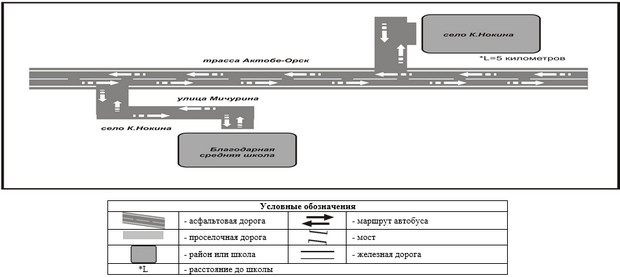 село К.Нокина
трасса Актобе-Орск
*L=5 километров
улица Мичурина
село К.Нокина
Благодарная
средняя школа
Условные обозначения
- асфальтовая дорога
- маршрут автобуса
- проселочная дорога
- мост
- район или школа
- железная дорога
*L
- расстояние до школы